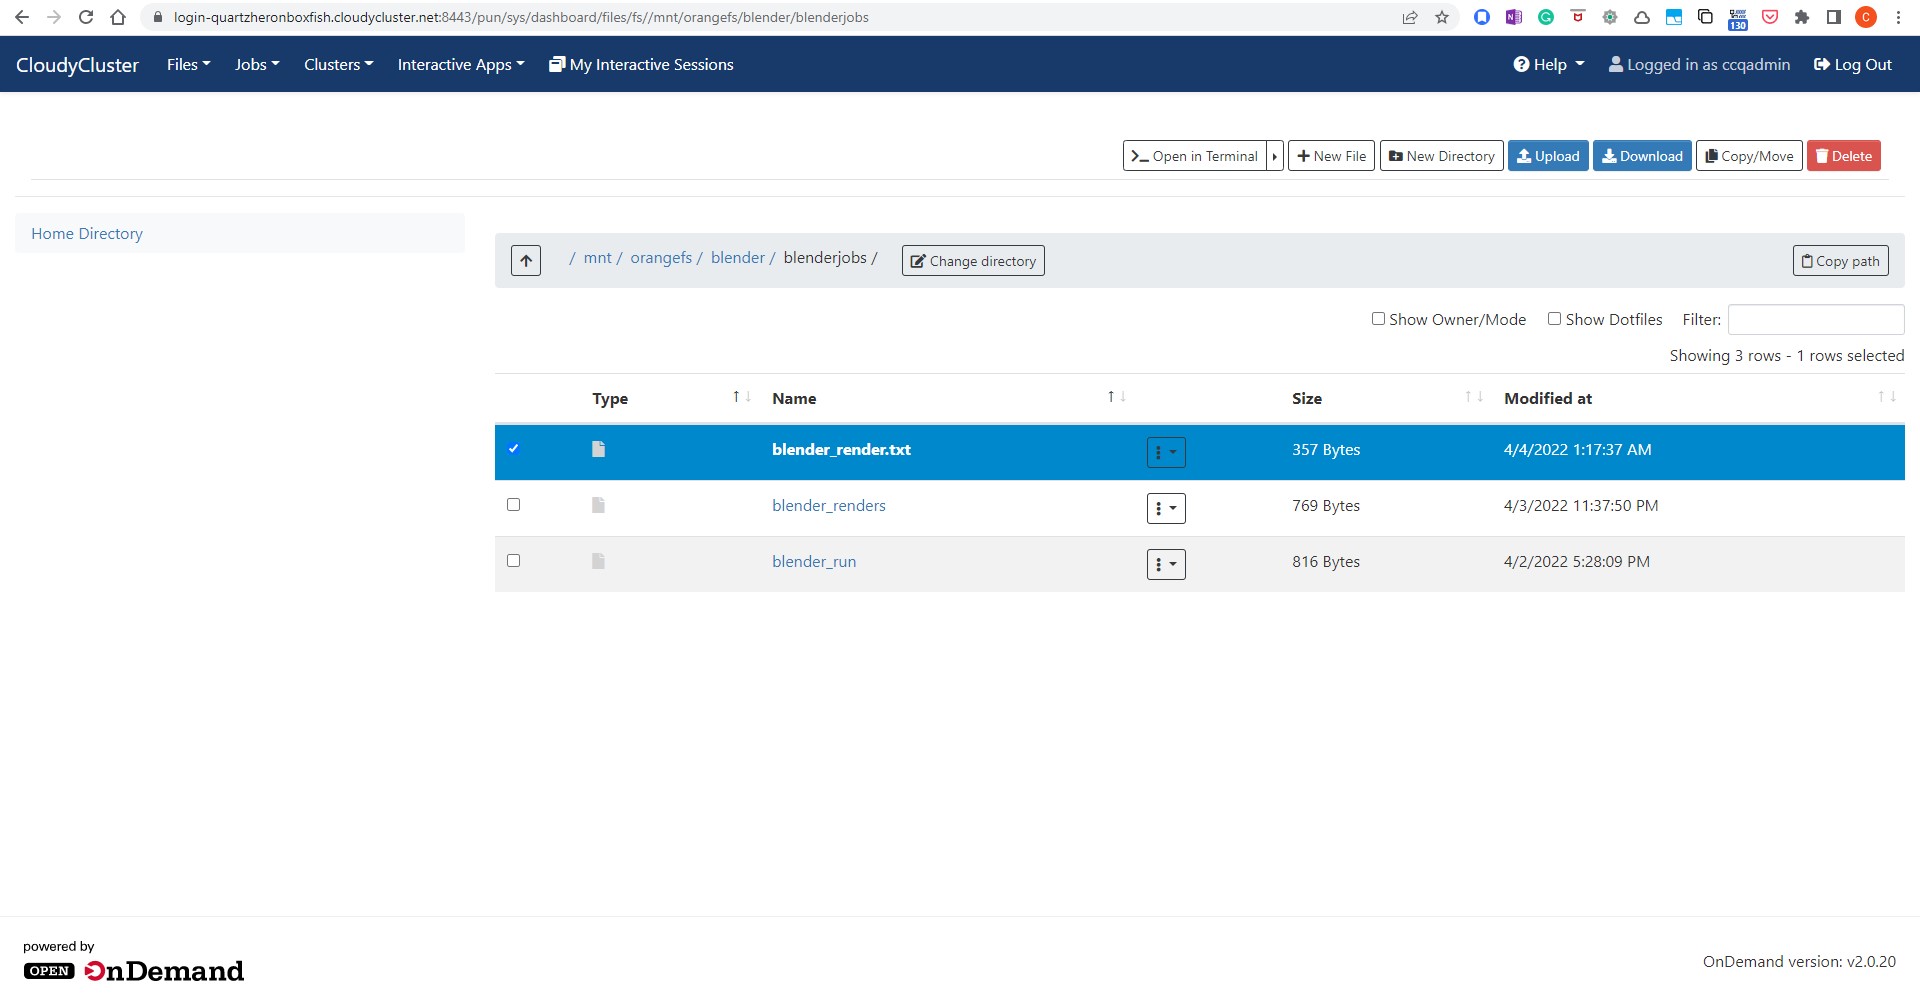 login-quartzheronboxfish.cloudycluster.net:8443/pun/sys/dashboard/files/fs//mnt/orangefs/blender/blenderjobs
130
C
CloudyCluster Files Jobs Clusters Interactive Apps My Interactive Sessions Help Logged in as ccqadmin Log Out
Open in Terminal New File New Directory Upload Download Copy/Move Delete
Home Directory
/ mnt / orangefs / blender / blenderjobs / Change directory Copy path
Show Owner/Mode Show Dotfiles Filter:
Showing 3 rows - 1 rows selected
Type Name Size Modified at
blender_render.txt 357 Bytes 4/4/2022 1:17:37 AM
blender_renders 769 Bytes 4/3/2022 11:37:50 PM
blender_run 816 Bytes 4/2/2022 5:28:09 PM
powered by
OPEN OnDemand
OnDemand version: v2.0.20